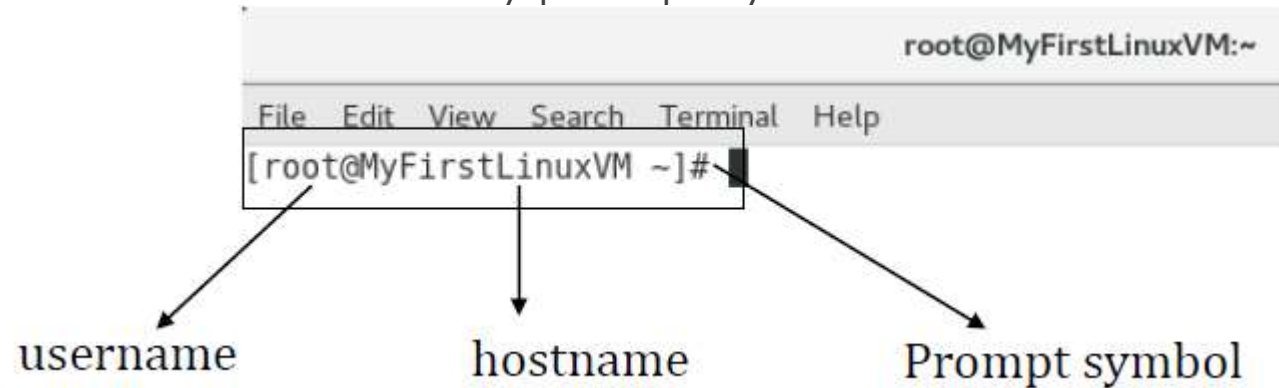 root@MyFirstLinuxVM:~
File Edit View Search Terminal Help
[root@MyFirstLinuxVM ~]#
username hostname Prompt symbol